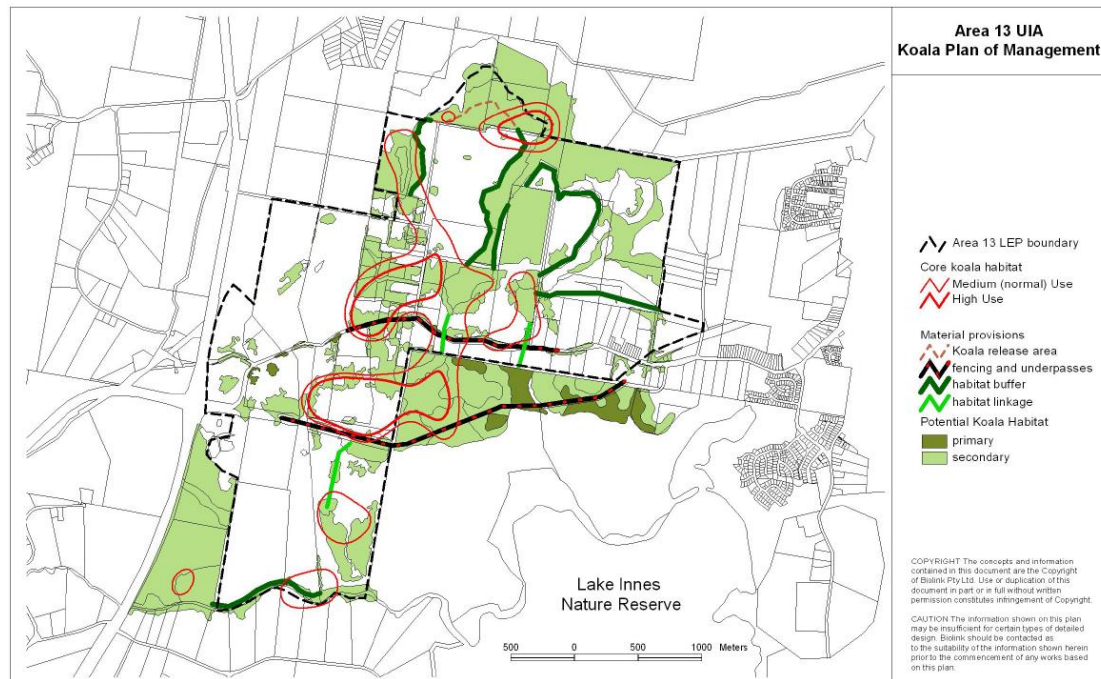 Area 13 UIA
Koala Plan of Management
Area 13 LEP boundary
Core koala habitat
Medium (normal) Use
High Use
Material provisions
Koala release area
fencing and underpasses
habitat buffer
habitat linkage
Potential Koala Habitat
primary
secondary
COPYRIGHT The concepts and information
contained in this document are the Copyright
of Biolink Pty Ltd. Use or duplication of this
document in part or in full without written
permission constitutes infringement of Copyright.
CAUTION The information shown on this plan
may be insufficient for certain types of detailed
design. Biolink should be contacted as
to the suitability of the information shown herein
prior to the commencement of any works based
on this plan.
Lake Innes
Nature Reserve
500 0 500 1000 Meters